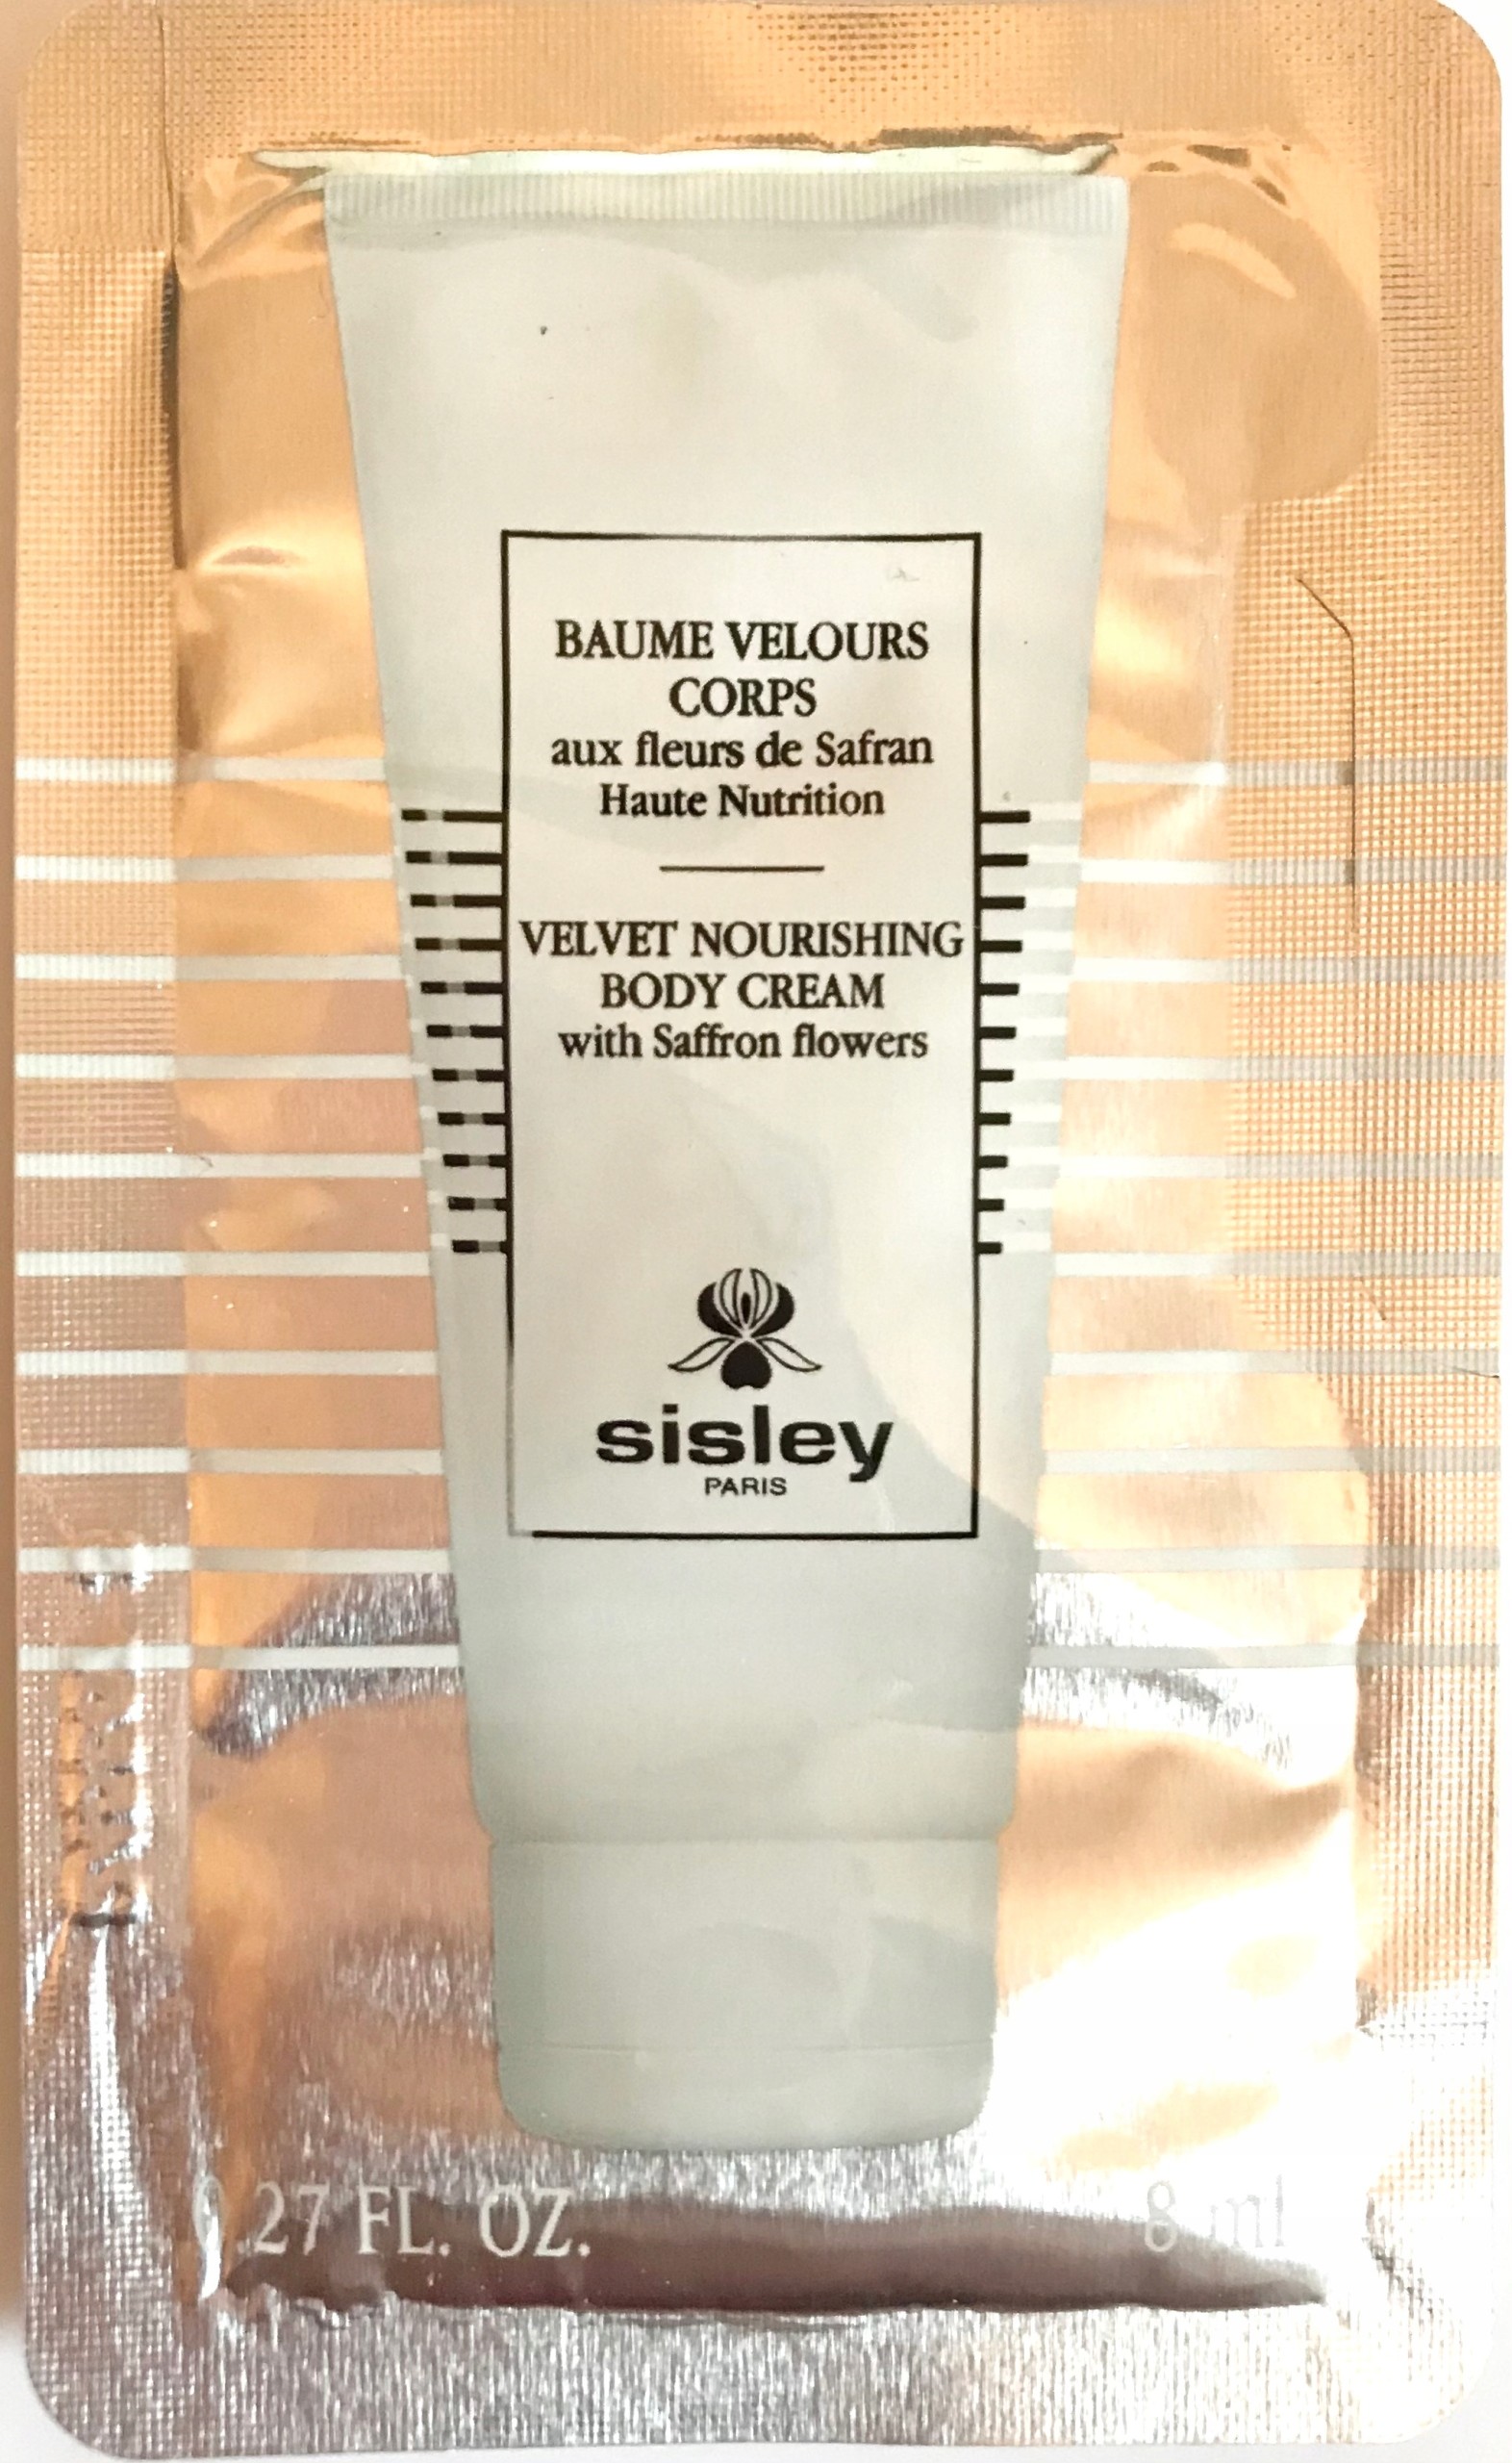 BAUME VELOURS
CORPS
aux fleurs de Safran
Haute Nutrition
VELVET NOURISHING
BODY CREAM
with Saffron flowers
sisley
PARIS
0.27 FL. OZ.
8 ml